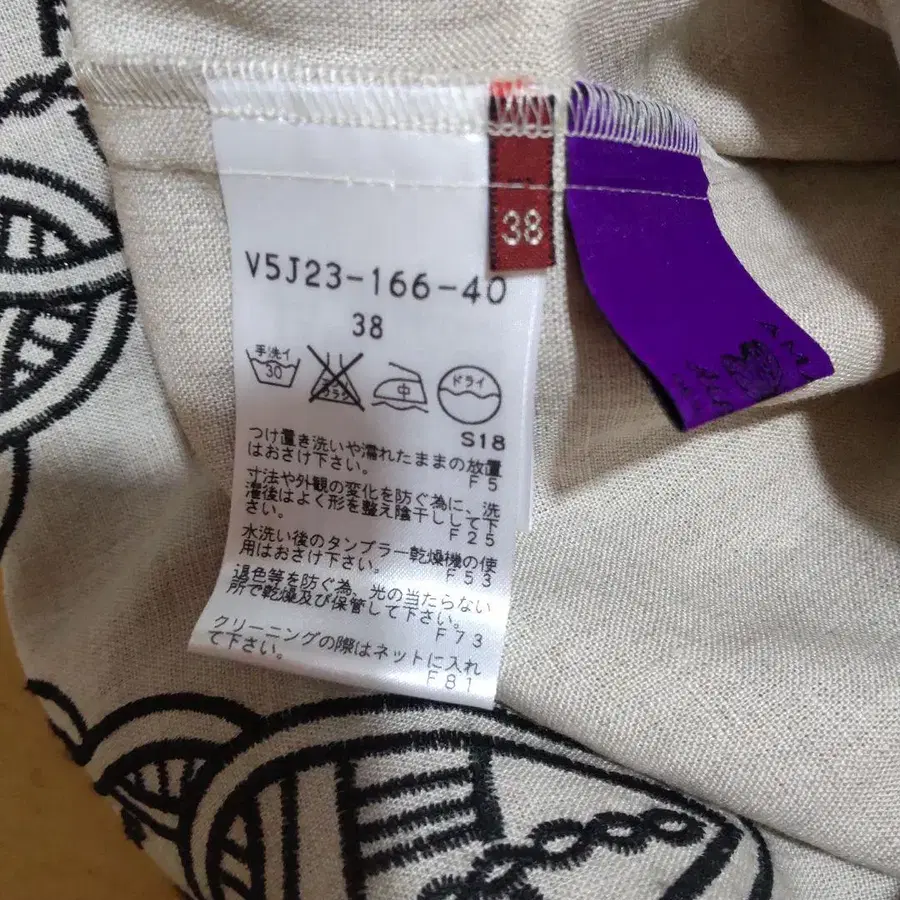 38
V5J23-166-40
38
手洗イ
30
中
ドライ
S18
つけ置き洗いや濡れたままの放置
はおさけ下さい。
F5
寸法や外観の変化を防ぐ為に、洗
濯後はよく形を整え陰干しして下
さい。
F25
水洗い後のタンブラー乾燥機の使
用はおさけ下さい。
F53
退色等を防ぐ為、光の当たらない
所で乾燥及び保管して下さい。
F73
クリーニングの際はネットに入れ
て下さい。
F81